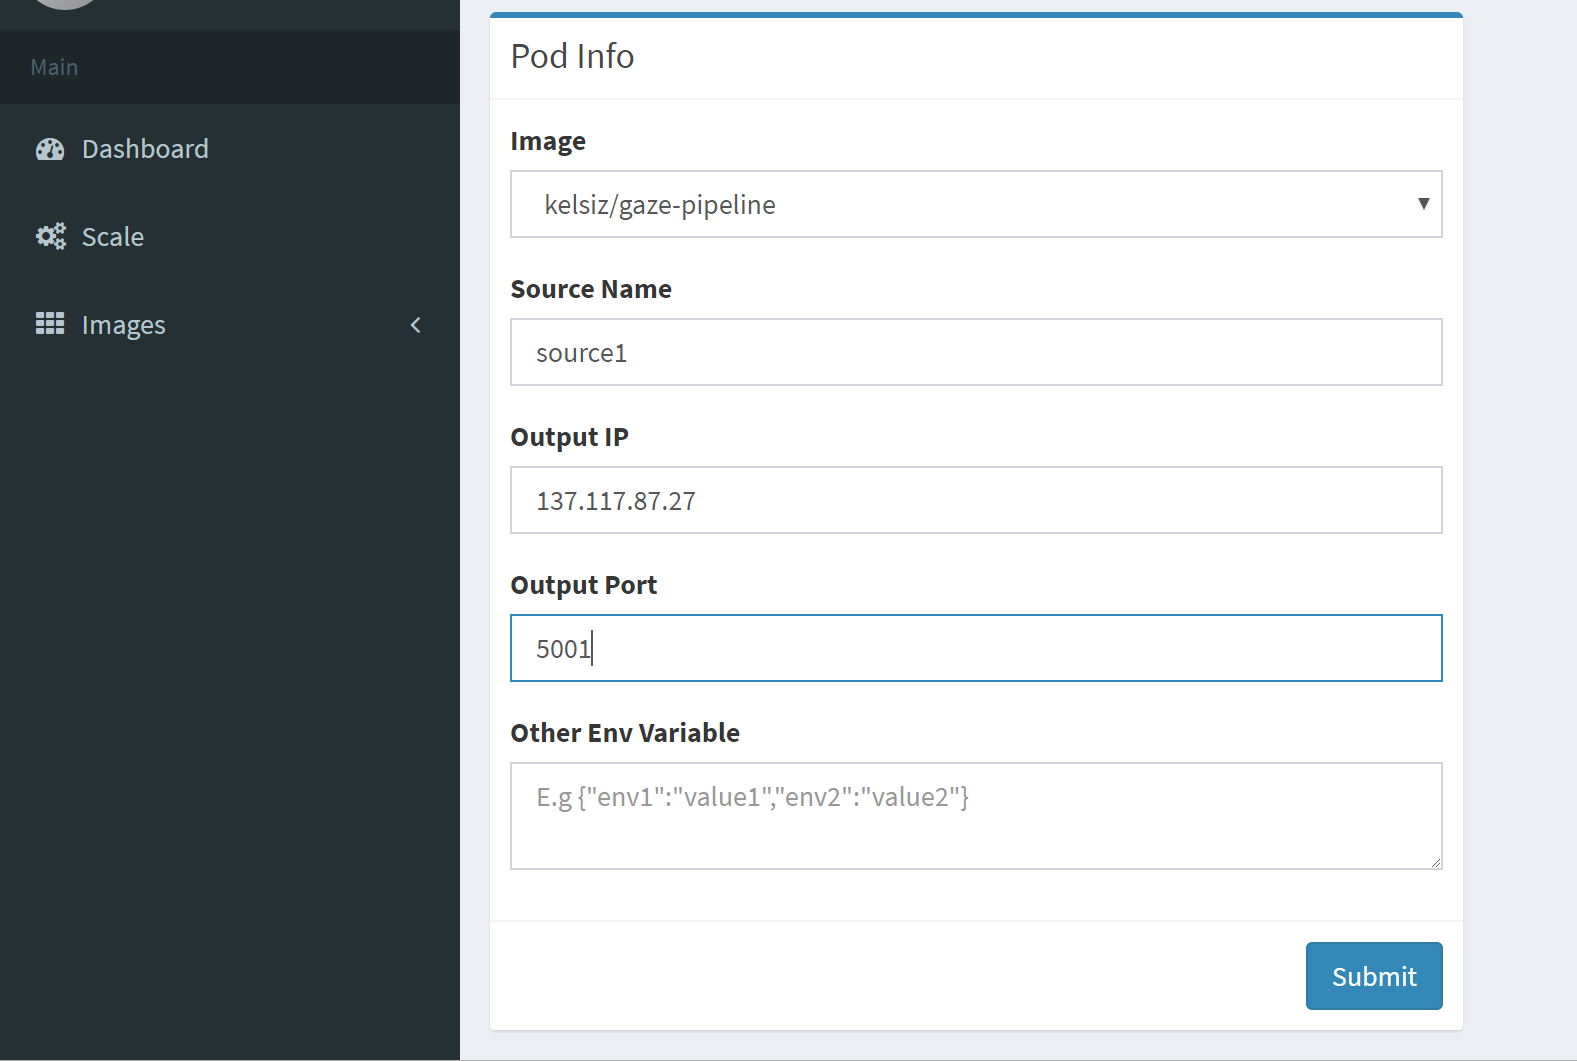 Main
Dashboard
Scale
Images
Pod Info
Image
kelsiz/gaze-pipeline
Source Name
source1
Output IP
137.117.87.27
Output Port
5001
Other Env Variable
E.g {"env1":"value1","env2":"value2"}
Submit